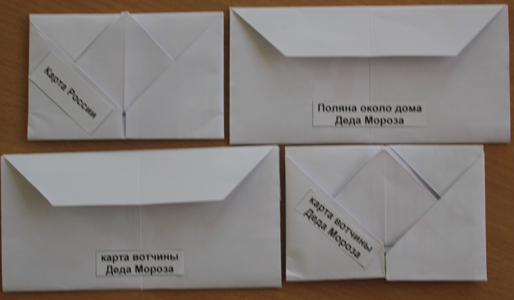 Карта России
Поляна около дома
Деда Мороза
карта вотчины
Деда Мороза
карта вотчины
Деда Мороза